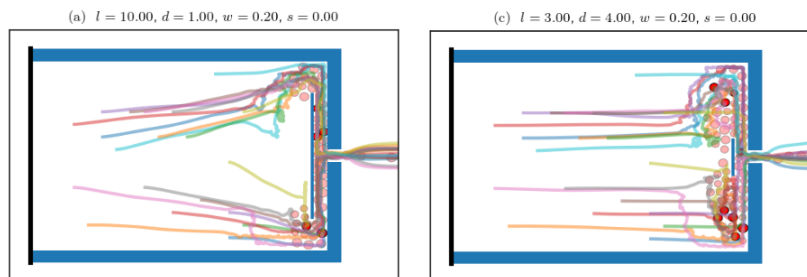 (a) l = 10.00, d = 1.00, w = 0.20, s = 0.00
(c) l = 3.00, d = 4.00, w = 0.20, s = 0.00